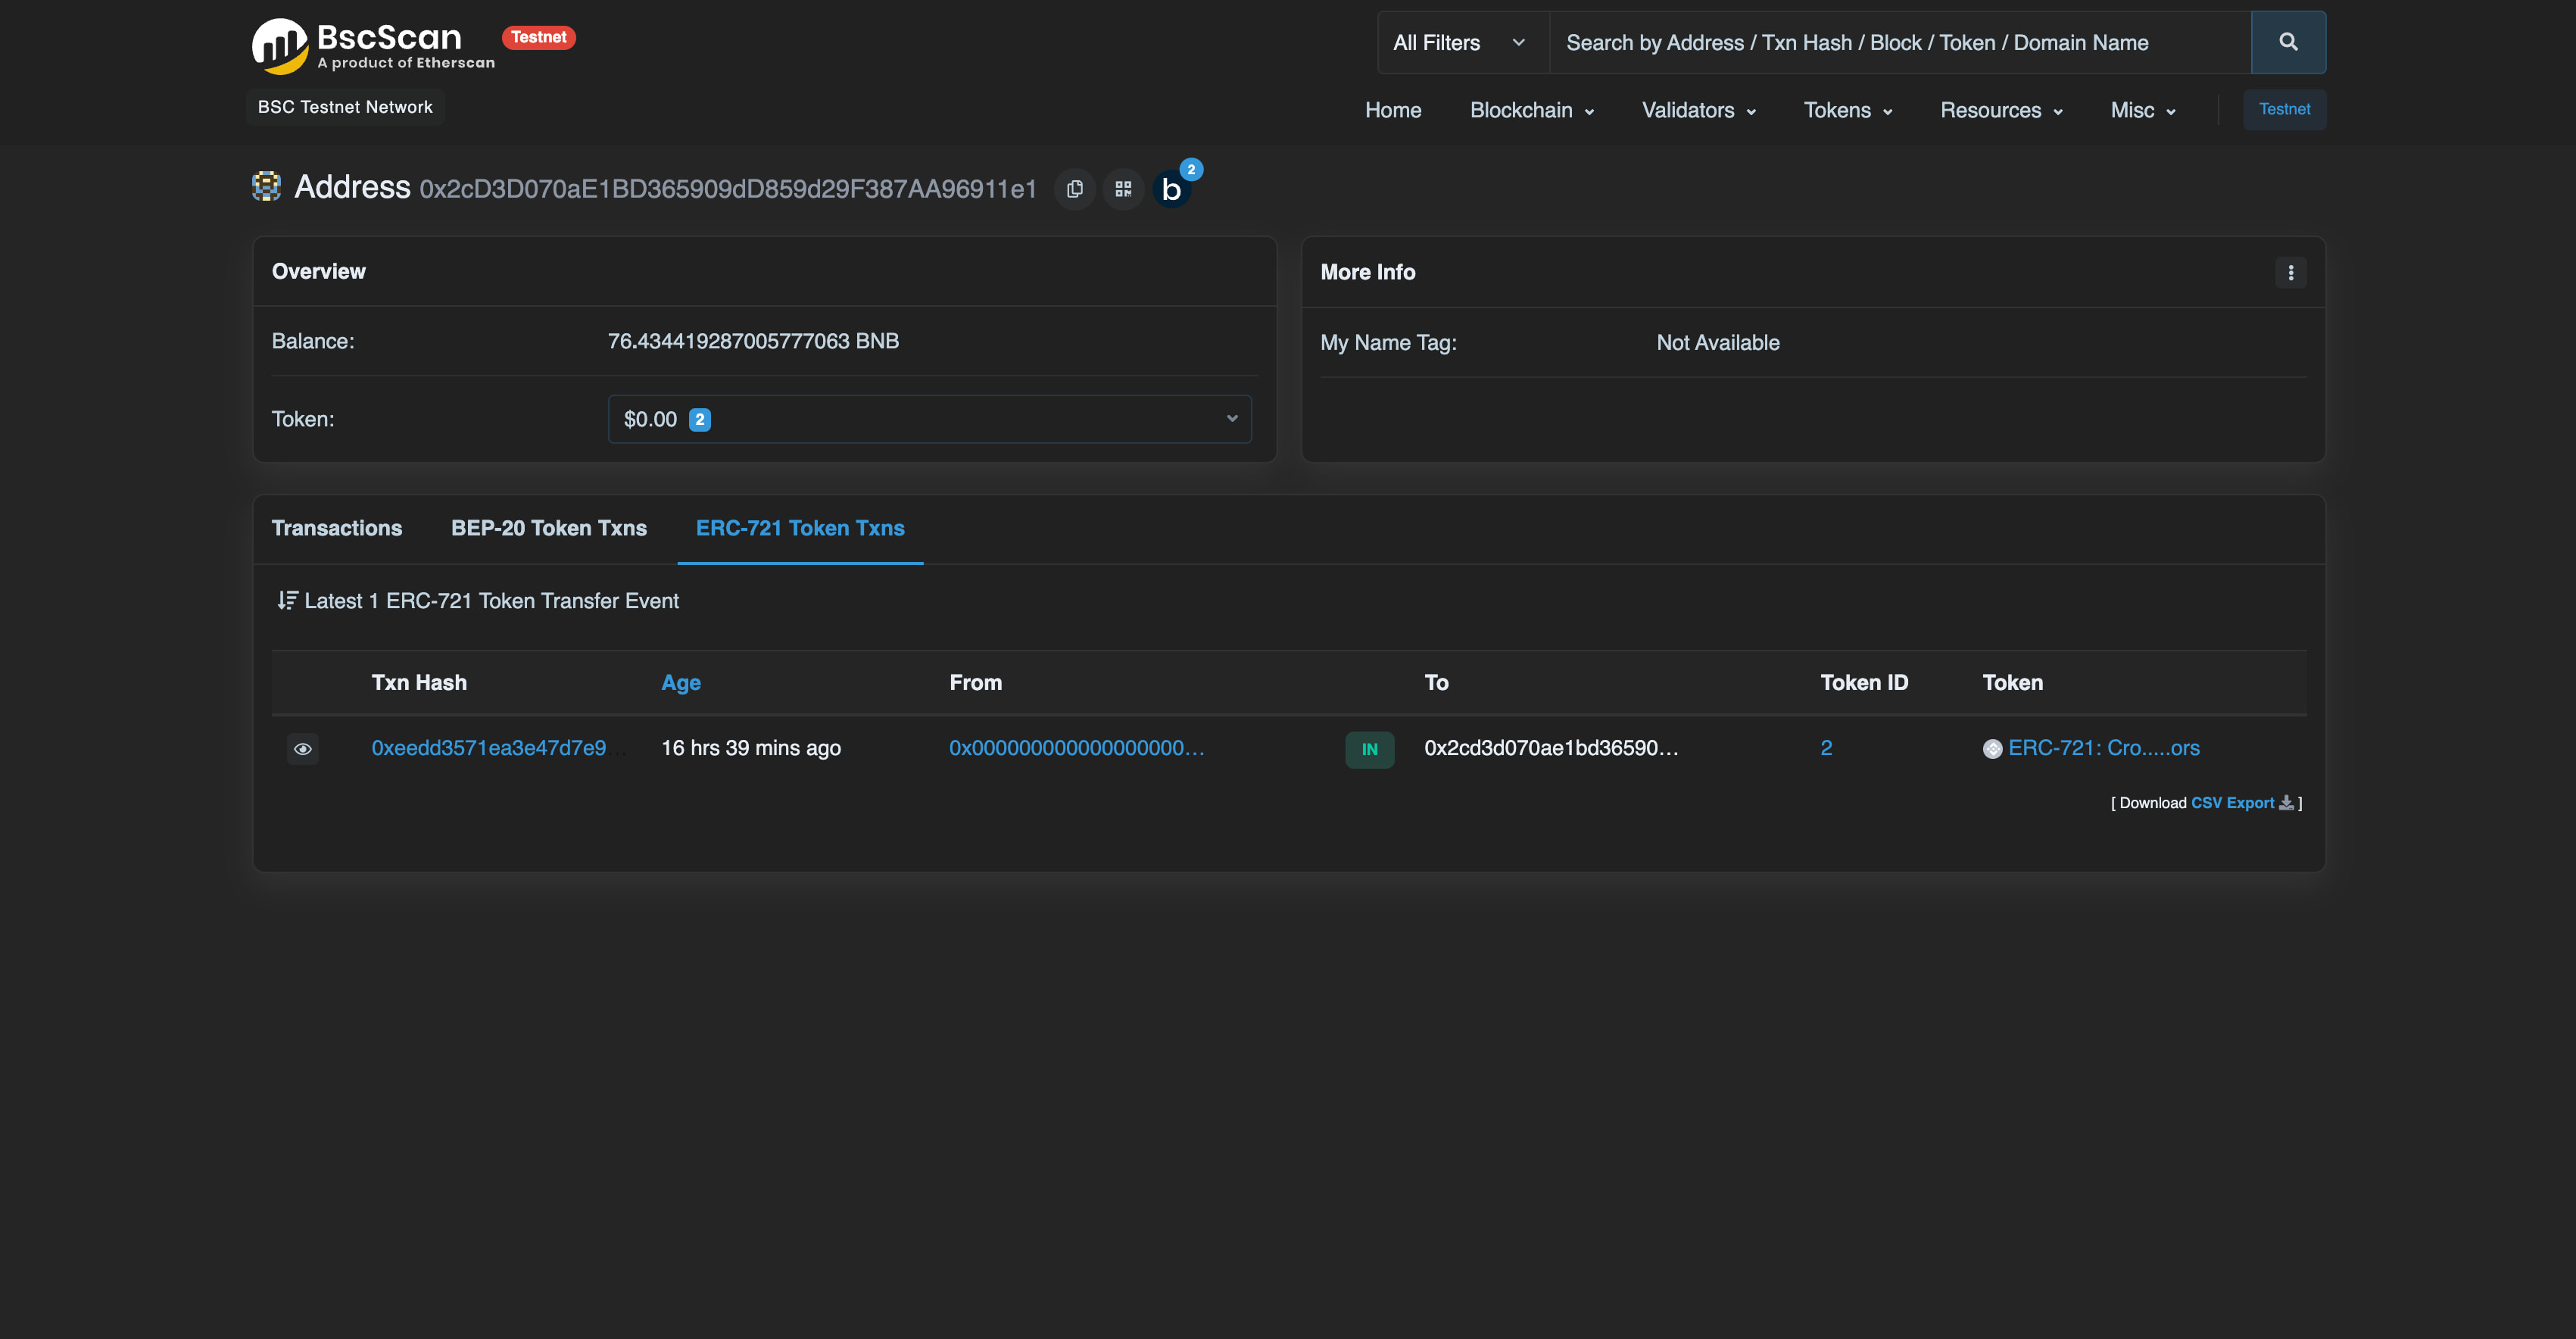 BscScan
A product of Etherscan
Testnet
BSC Testnet Network
All Filters
Search by Address / Txn Hash / Block / Token / Domain Name
Home Blockchain Validators Tokens Resources Misc Testnet
Address 0x2cD3D070aE1BD365909dD859d29F387AA96911e1 b 2
Overview
Balance: 76.434419287005777063 BNB
Token: $0.00 2
More Info
My Name Tag: Not Available
Transactions BEP-20 Token Txns ERC-721 Token Txns
Latest 1 ERC-721 Token Transfer Event
Txn Hash Age From To Token ID Token
0xeedd3571ea3e47d7e9... 16 hrs 39 mins ago 0x000000000000000000... IN 0x2cd3d070ae1bd36590... 2 ERC-721: Cro.....ors
[ Download CSV Export ]